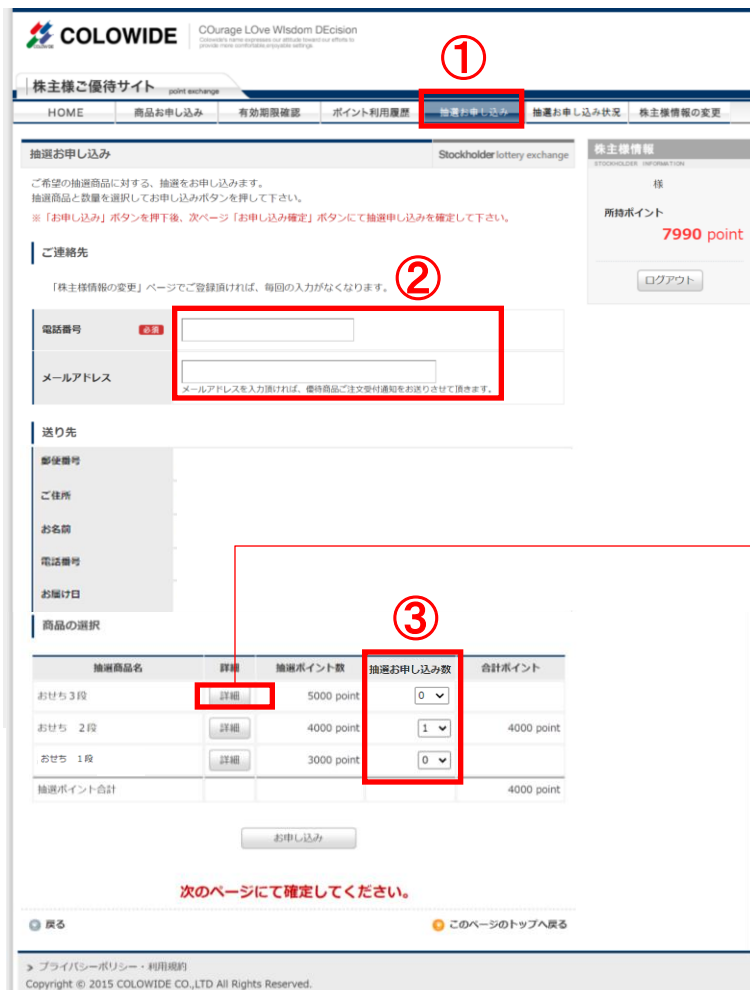 COLOWIDE
COurage LOve WIsdom DEcision
Colowide's name expresses our attitude toward our efforts to
provide more comfortable enjoyable settings.
①
株主様ご優待サイト point exchange
HOME 商品お申し込み 有効期限確認 ポイント利用履歴 抽選お申し込み 抽選お申し込み状況 株主様情報の変更
抽選お申し込み Stockholder lottery exchange
株主様情報
STOCKHOLDER INFORMATION
様
所持ポイント
7990 point
ログアウト
ご希望の抽選商品に対する、抽選をお申し込みます。
抽選商品と数量を選択してお申し込みボタンを押して下さい。
※「お申し込み」ボタンを押下後、次ページ「お申し込み確定」ボタンにて抽選申し込みを確定して下さい。
ご連絡先
②
「株主様情報の変更」ページでご登録頂ければ、毎回の入力がなくなります。
電話番号 必須
メールアドレス
メールアドレスを入力頂ければ、優待商品ご注文受付通知をお送りさせて頂きます。
送り先
郵便番号
ご住所
お名前
電話番号
お届け日
商品の選択
③
抽選商品名 詳細 抽選ポイント数 抽選お申し込み数 合計ポイント
おせち3段 詳細 5000 point 0
おせち 2段 詳細 4000 point 1 4000 point
おせち 1段 詳細 3000 point 0
抽選ポイント合計 4000 point
お申し込み
次のページにて確定してください。
戻る このページのトップへ戻る
プライバシーポリシー・利用規約
Copyright © 2015 COLOWIDE CO.,LTD All Rights Reserved.